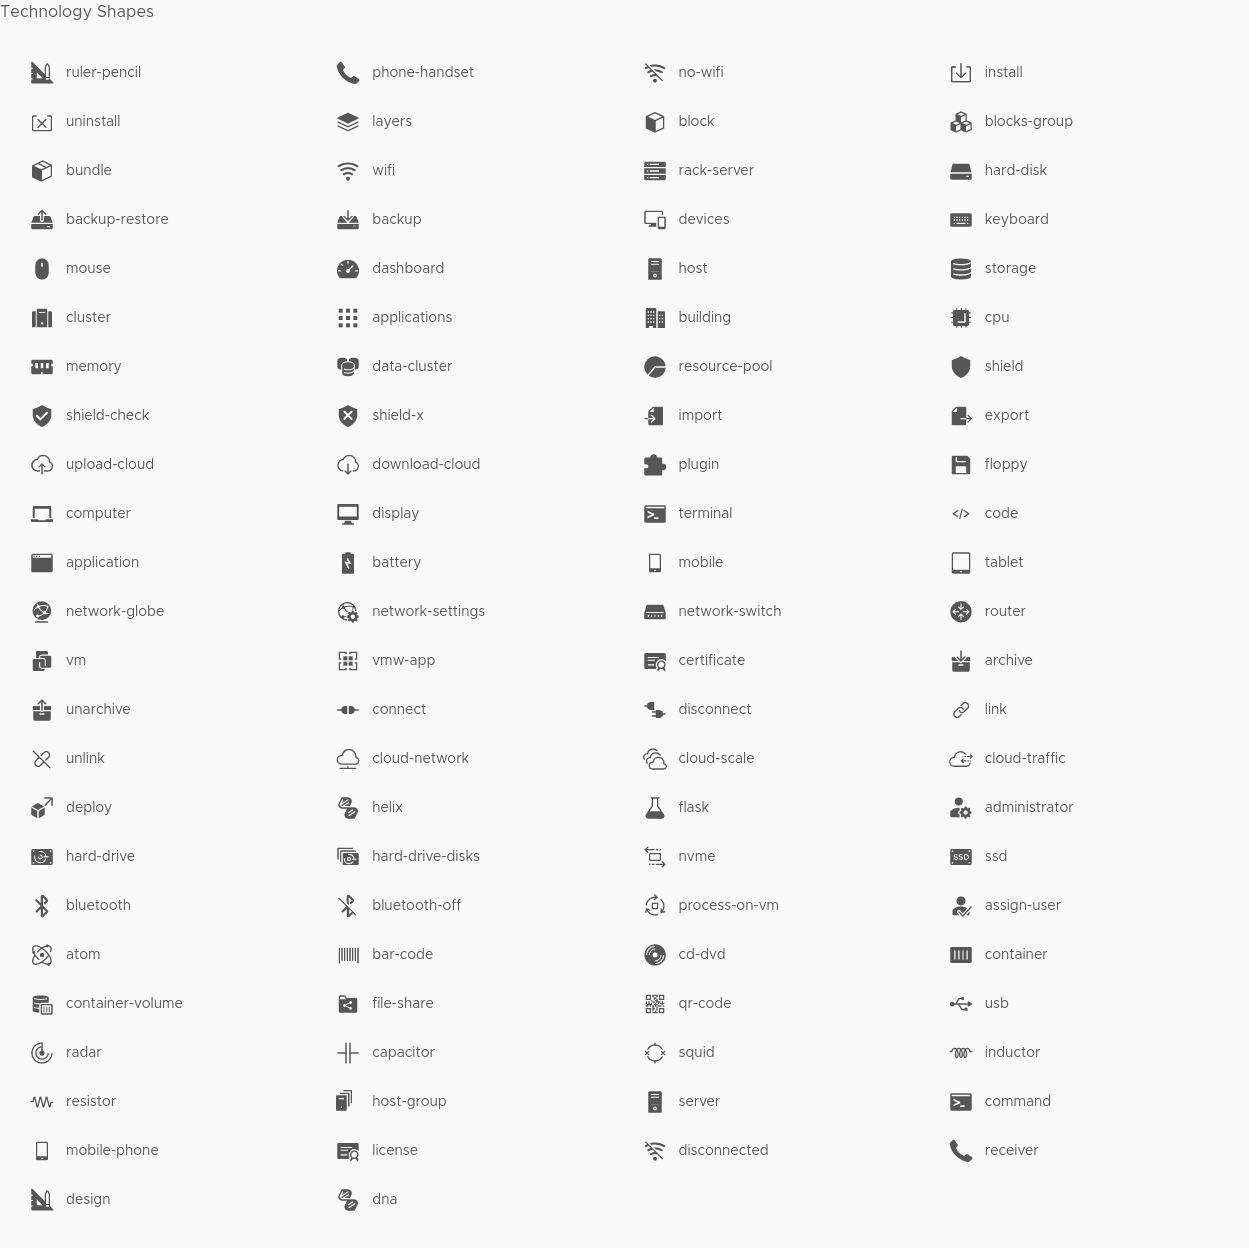 Technology Shapes
ruler-pencil phone-handset no-wifi install
uninstall layers block blocks-group
bundle wifi rack-server hard-disk
backup-restore backup devices keyboard
mouse dashboard host storage
cluster applications building cpu
memory data-cluster resource-pool shield
shield-check shield-x import export
upload-cloud download-cloud plugin floppy
computer display terminal code
application battery mobile tablet
network-globe network-settings network-switch router
vm vmw-app certificate archive
unarchive connect disconnect link
unlink cloud-network cloud-scale cloud-traffic
deploy helix flask administrator
hard-drive hard-drive-disks nvme SSD ssd
bluetooth bluetooth-off process-on-vm assign-user
atom bar-code cd-dvd container
container-volume file-share qr-code usb
radar capacitor squid inductor
resistor host-group server command
mobile-phone license disconnected receiver
design dna